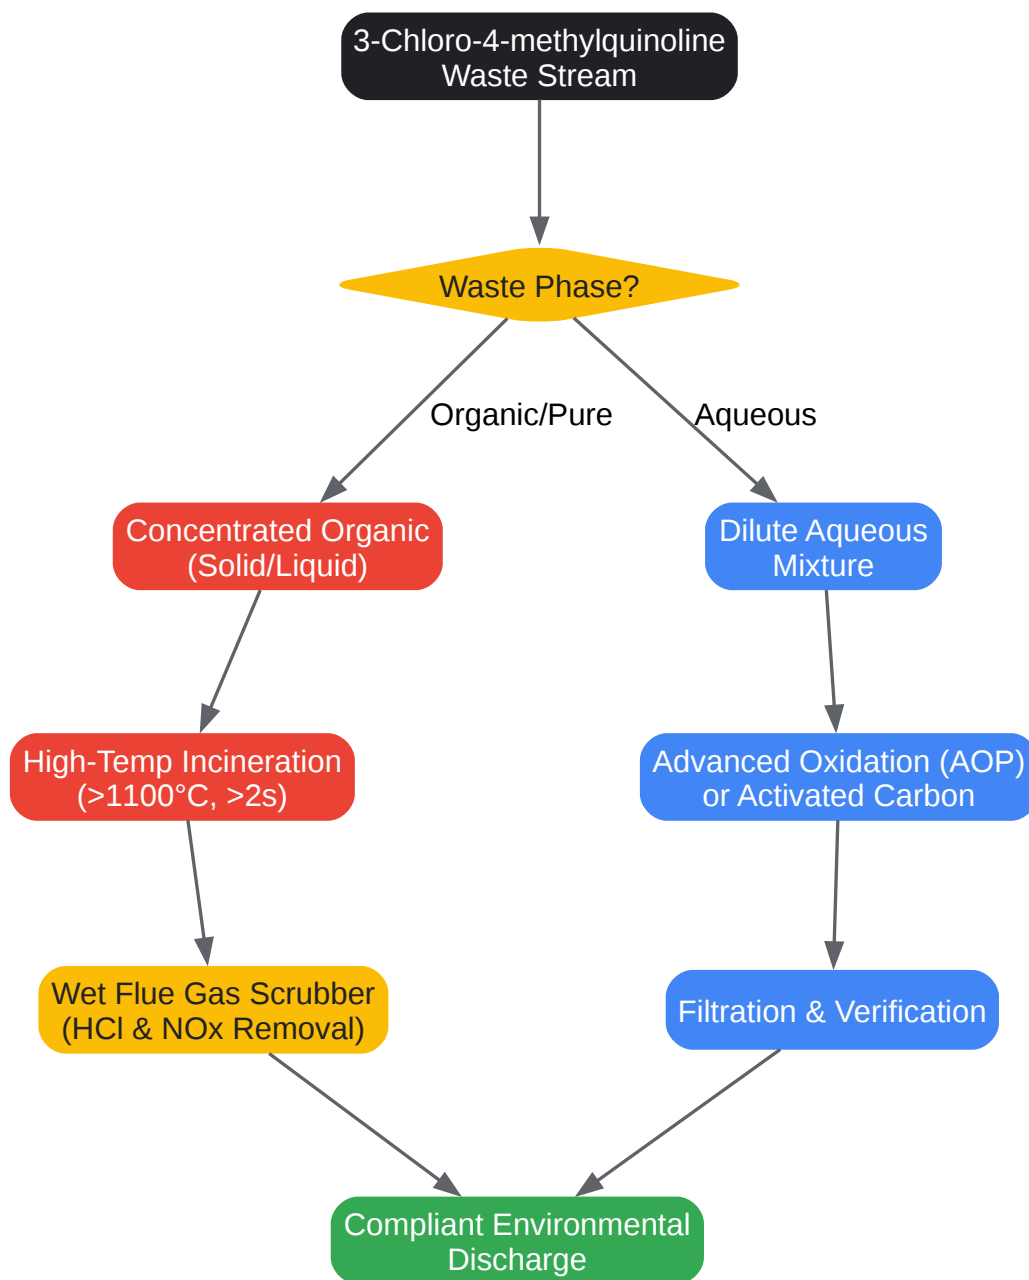 3-Chloro-4-methylquinoline
Waste Stream
Waste Phase?
Organic/Pure
Aqueous
Concentrated Organic
(Solid/Liquid)
Dilute Aqueous
Mixture
High-Temp Incineration
(>1100°C, >2s)
Advanced Oxidation (AOP)
or Activated Carbon
Wet Flue Gas Scrubber
(HCl & NOx Removal)
Filtration & Verification
Compliant Environmental
Discharge